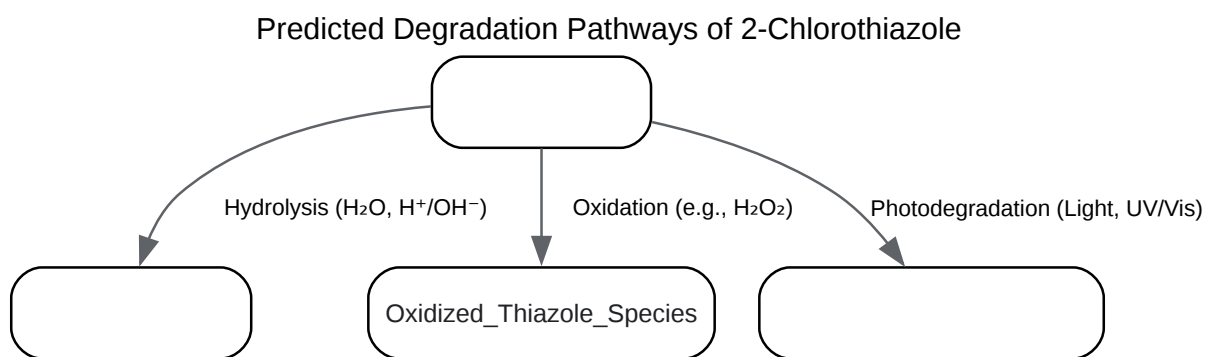 Predicted Degradation Pathways of 2-Chlorothiazole
Hydrolysis (H₂O, H⁺/OH⁻)
Oxidation (e.g., H₂O₂)
Photodegradation (Light, UV/Vis)
Oxidized_Thiazole_Species